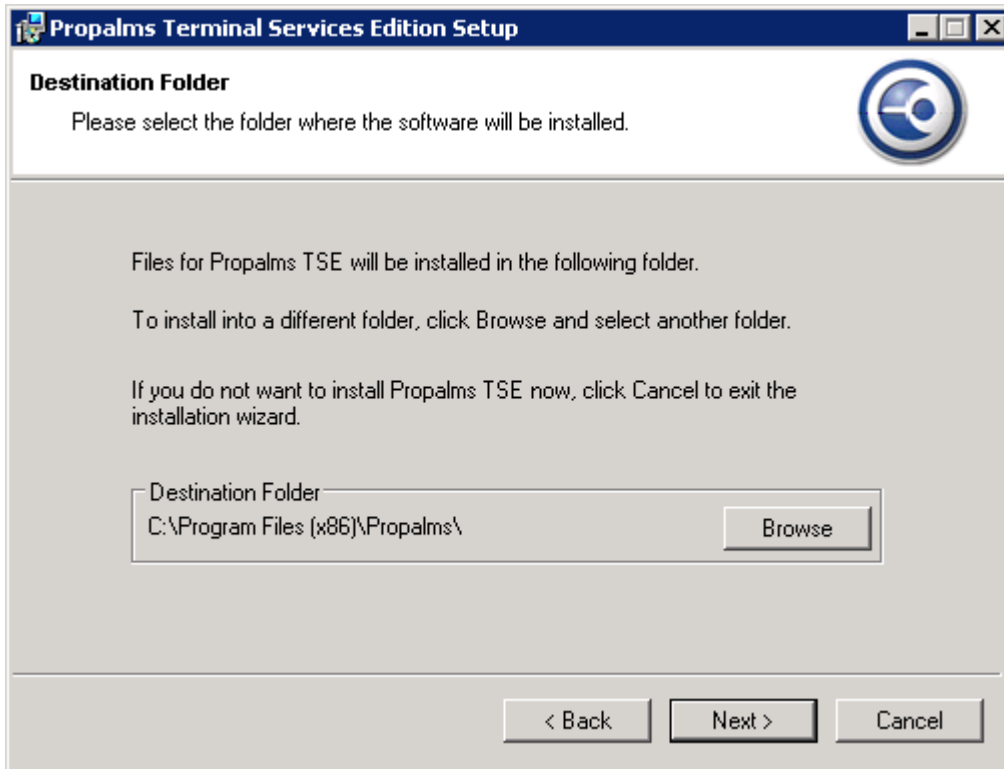 Propalms Terminal Services Edition Setup
Destination Folder
Please select the folder where the software will be installed.
Files for Propalms TSE will be installed in the following folder.
To install into a different folder, click Browse and select another folder.
If you do not want to install Propalms TSE now, click Cancel to exit the
installation wizard.
Destination Folder
C:\Program Files (x86)\Propalms\
Browse
< Back
Next >
Cancel